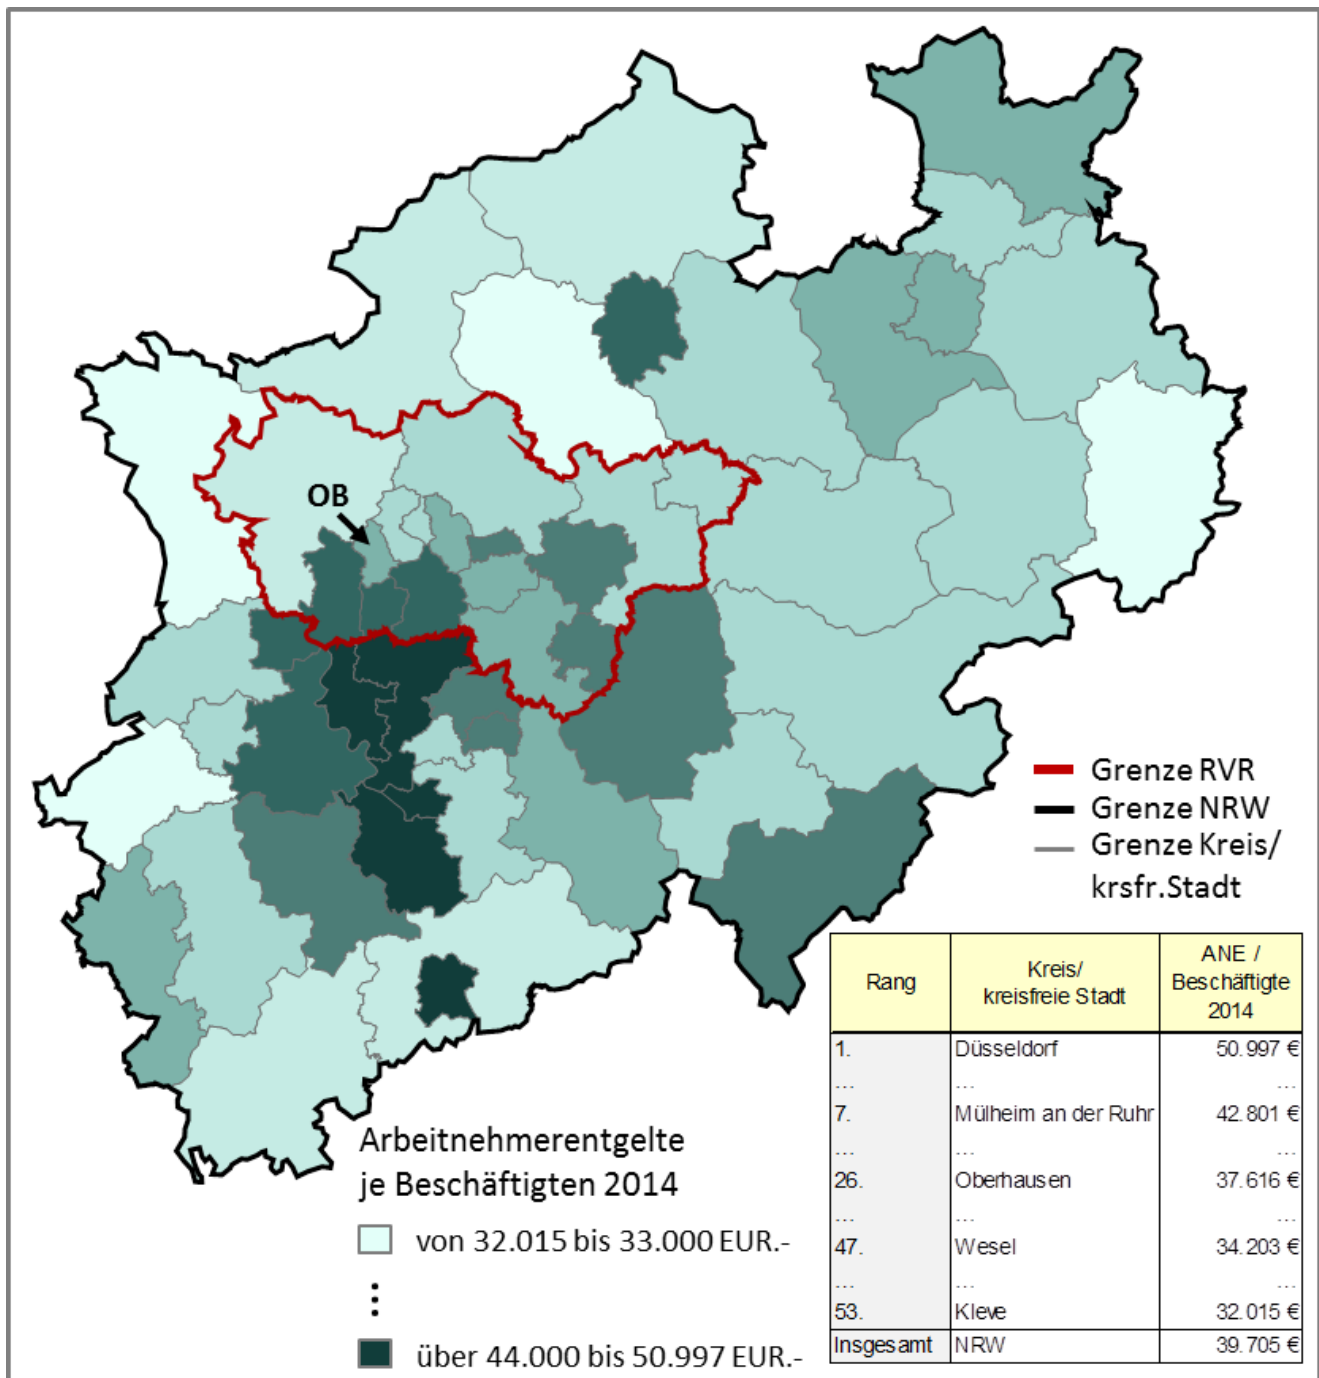 OB
Grenze RVR
Grenze NRW
Grenze Kreis/
krsfr.Stadt
Rang Kreis/ kreisfreie Stadt ANE / Beschäftigte 2014
1. Düsseldorf 50.997 €
... ... ...
7. Mülheim an der Ruhr 42.801 €
... ... ...
26. Oberhausen 37.616 €
... ... ...
47. Wesel 34.203 €
... ... ...
53. Kleve 32.015 €
Insgesamt NRW 39.705 €
Arbeitnehmerentgelte
je Beschäftigten 2014
von 32.015 bis 33.000 EUR.-
über 44.000 bis 50.997 EUR.-